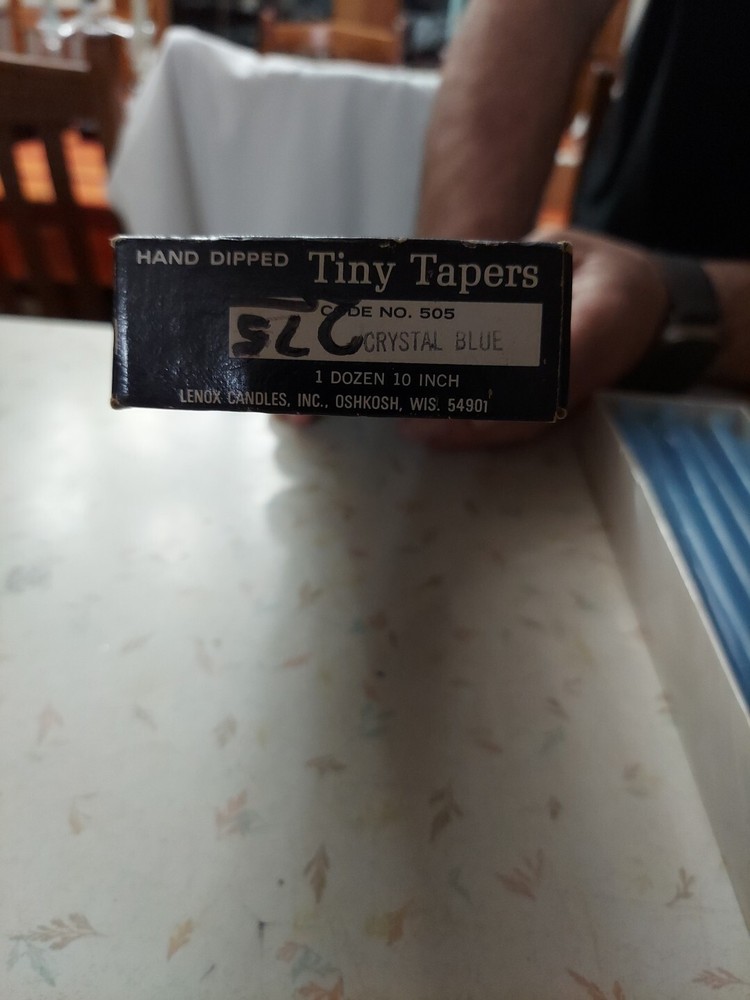 HAND DIPPED Tiny Tapers
CODE NO. 505
CRYSTAL BLUE
1 DOZEN 10 INCH
LENOX CANDLES, INC., OSHKOSH, WIS. 54901